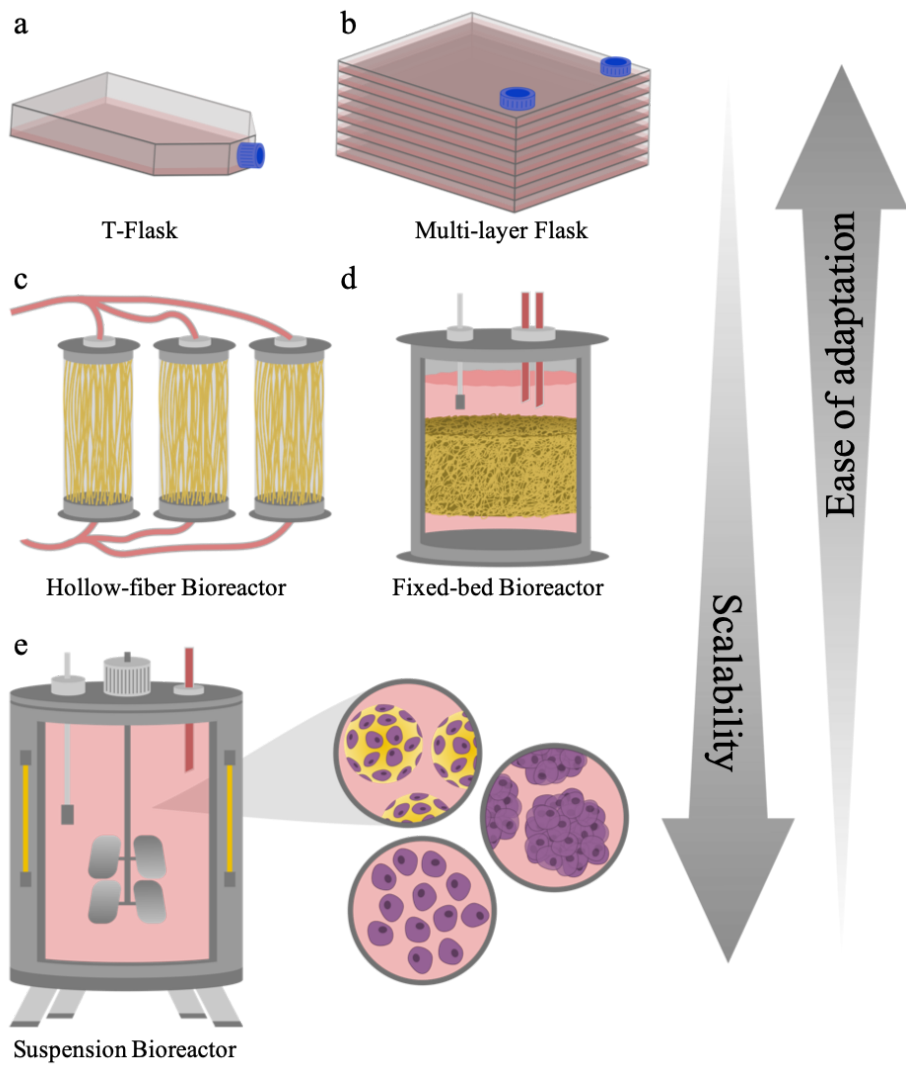 a
b
T-Flask
Multi-layer Flask
c
d
Hollow-fiber Bioreactor
Fixed-bed Bioreactor
e
Suspension Bioreactor
Scalability
Ease of adaptation